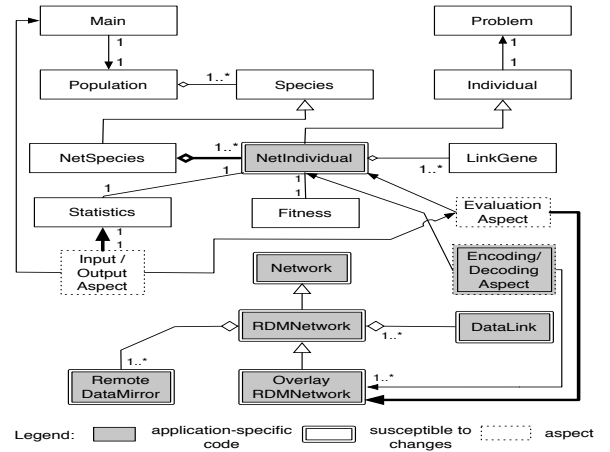 Main
Problem
1
1
1
1
Population
1..*
Species
Individual
NetSpecies
1..*
NetIndividual
1..*
LinkGene
1
1
1
1
Statistics
Fitness
Evaluation
Aspect
1
1
Input /
Output
Aspect
Network
Encoding/
Decoding
Aspect
RDMNetwork
1..*
DataLink
1..*
1..*
Remote
DataMirror
Overlay
RDMNetwork
Legend:
application-specific
code
susceptible to
changes
aspect